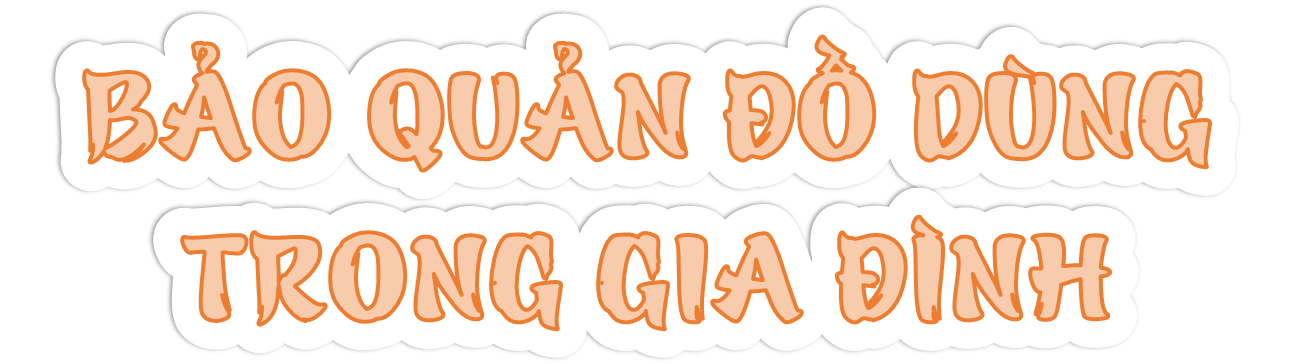 BẢO QUẢN ĐỒ DÙNG
TRONG GIA ĐÌNH